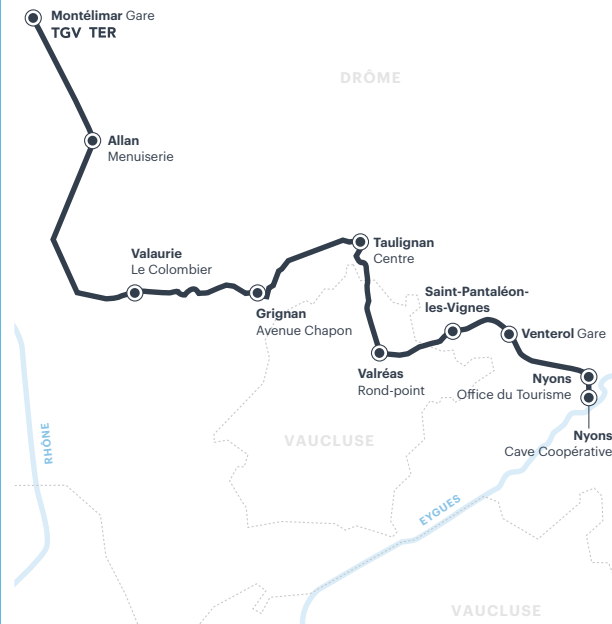 Montélimar Gare
TGV TER
DRÔME
Allan
Menuiserie
Valaurie
Le Colombier
Taulignan
Centre
Grignan
Avenue Chapon
Saint-Pantaléon-
les-Vignes
Venterol Gare
Valréas
Rond-point
Nyons
Office du Tourisme
Nyons
Cave Coopérative
RHÔNE
VAUCLUSE
EYGUES
VAUCLUSE